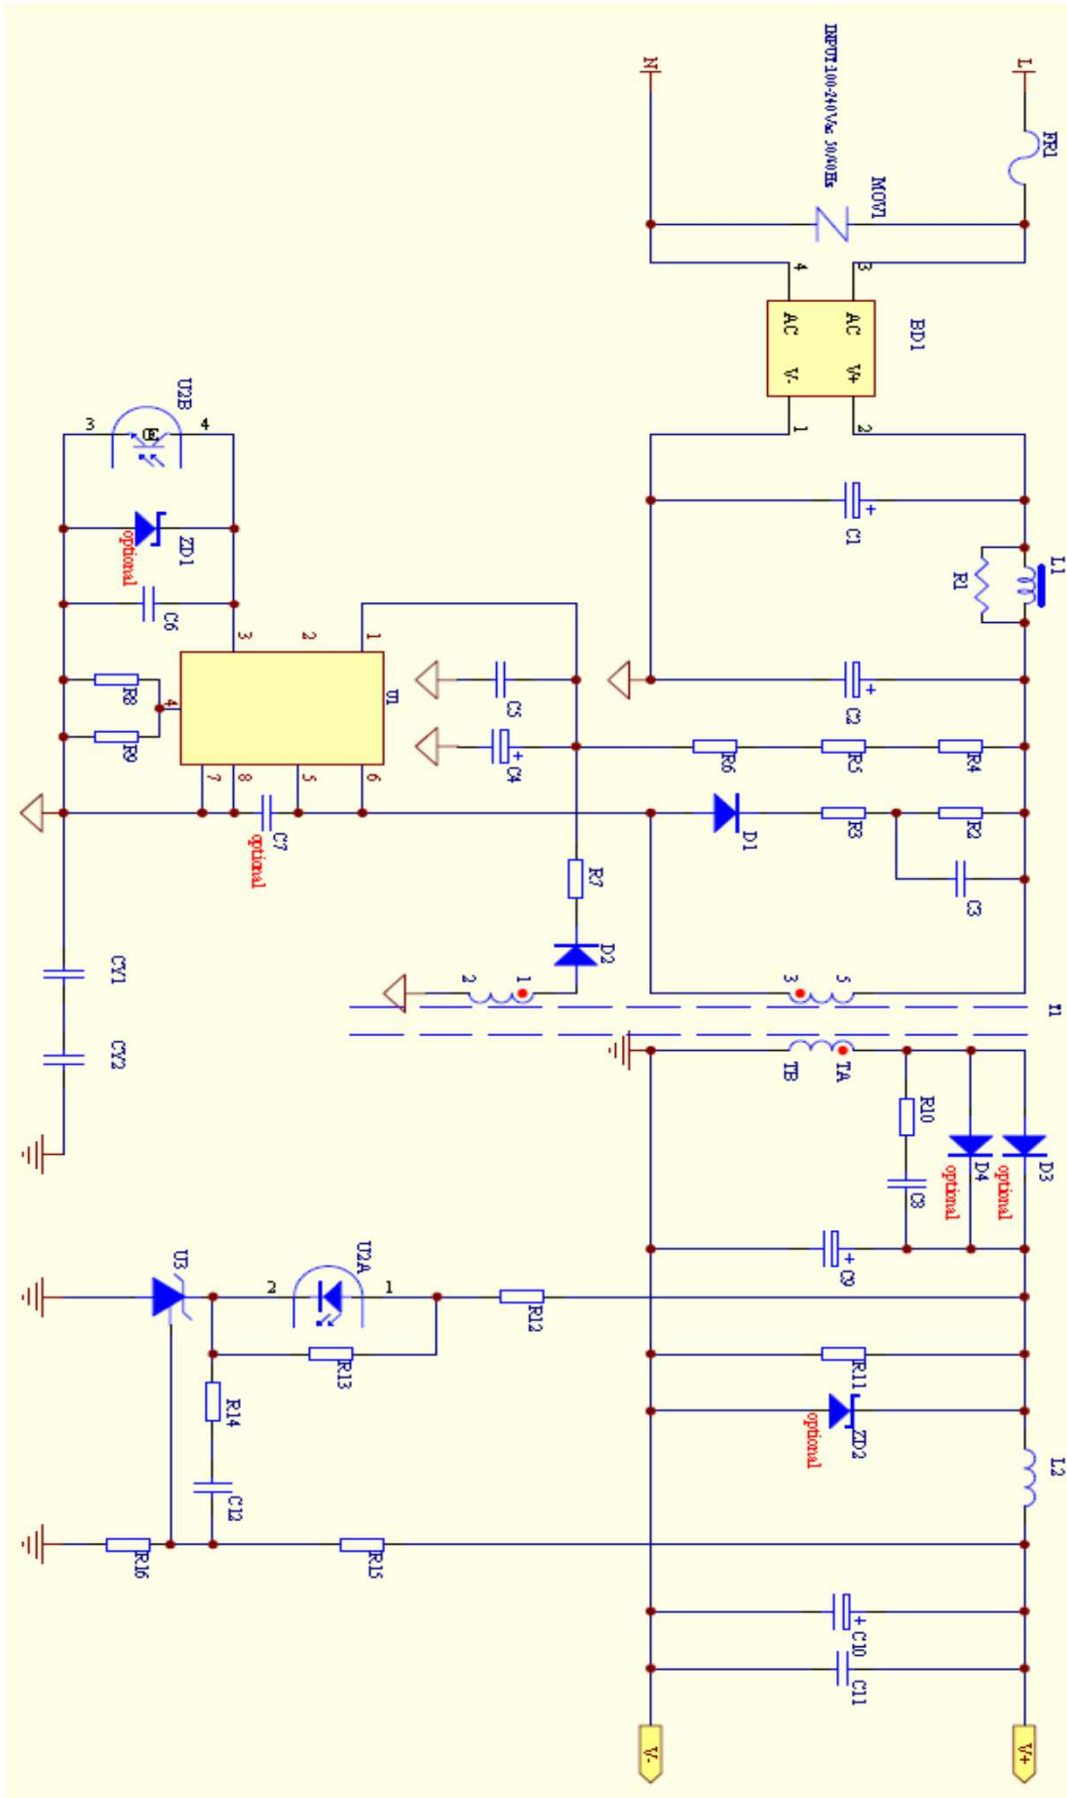 L
FR1
INPUT:100-240Vac 50/60Hz
MOV1
N
3
4
AC
AC
V+
V-
BD1
2
1
C1
L1
R1
C2
R4
R5
R6
R2
R3
D1
C3
U2B
4
3
E
ZD1
optional
C6
3
2
1
U1
4
R8
R9
7
8
5
6
C5
C4
C7
optional
R7
D2
1
2
3
5
T1
TA
TB
CY1
CY2
R10
C8
D3
optional
D4
optional
C9
U3
U2A
2
1
R12
R13
R14
C12
R11
ZD2
optional
L2
R15
R16
C10
C11
V+
V-